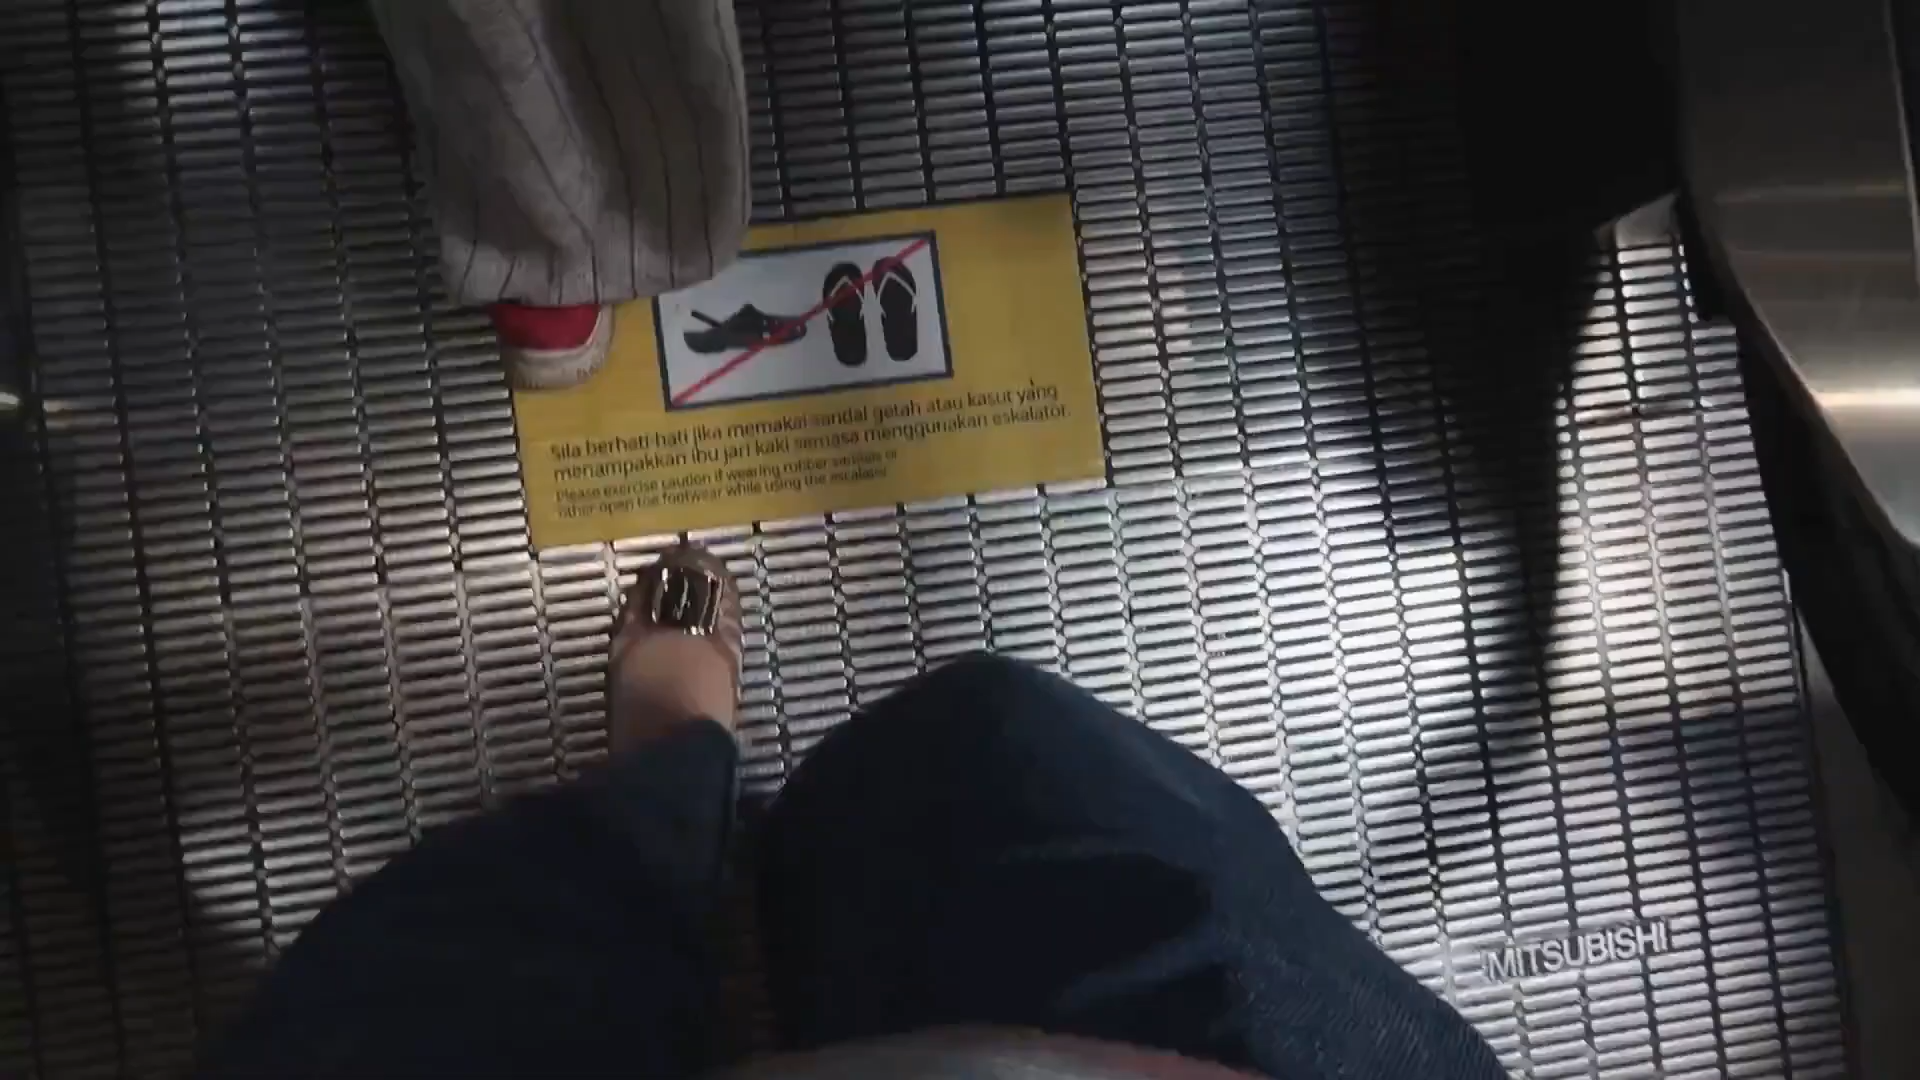 Sila berhati-hati jika memakai sandal getah atau kasut yang
menampakkan ibu jari kaki semasa menggunakan eskalator.
Please exercise caution if wearing rubber sandals or
other open toe footwear while using the escalator
MITSUBISHI